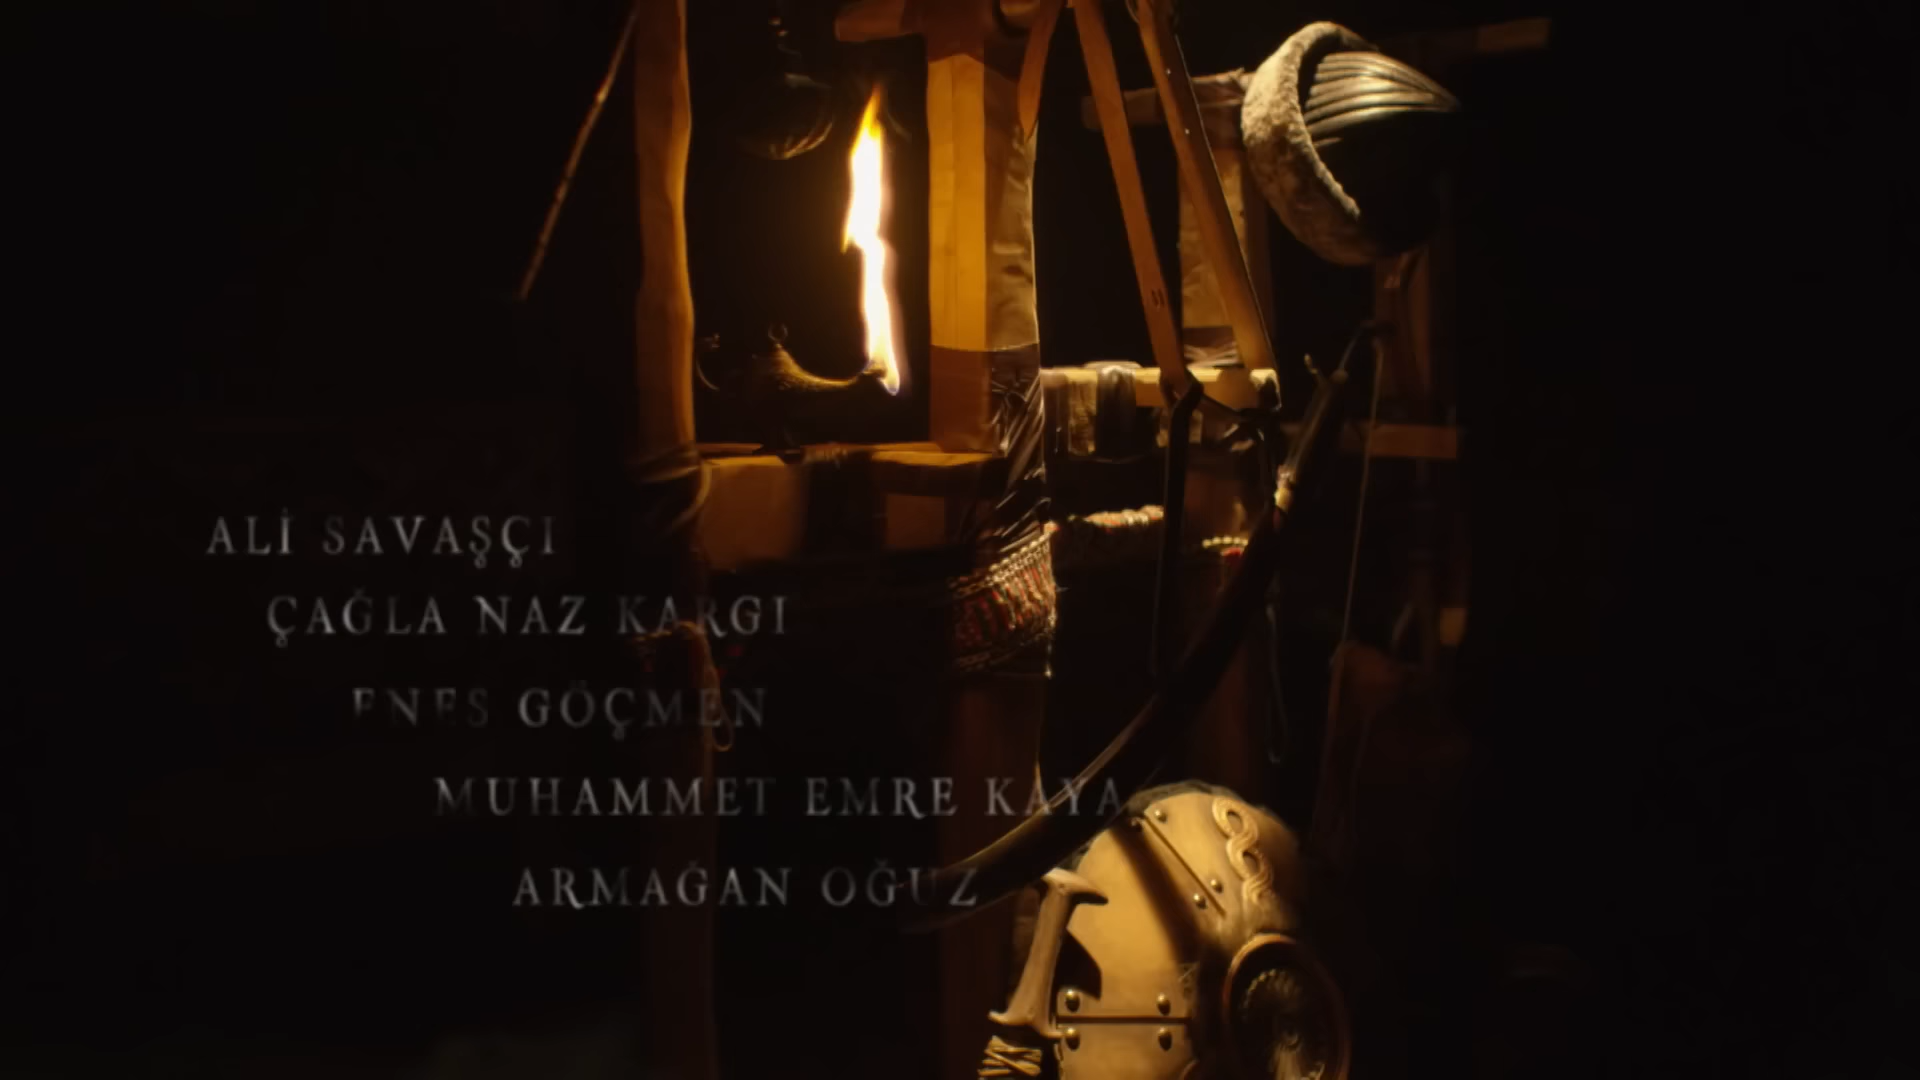 ALİ SAVAŞÇI
ÇAĞLA NAZ KARGI
ENES GÖÇMEN
MUHAMMET EMRE KAYA
ARMAĞAN OĞUZ